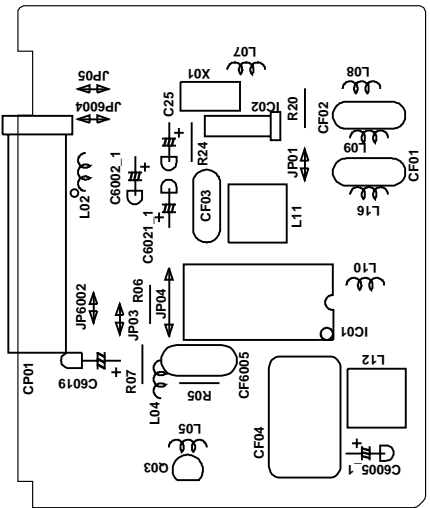 L07
X01
JP05
JP6004
C25
IC02
R20
L08
CF02
L09
CF01
R24
JP01
C6002_1
L02
C6021_1
CF03
L11
L16
JP6002
JP03
R06
JP04
L10
IC01
CP01
C6019
R07
L04
R05
CF6005
L12
L05
Q03
CF04
C6005_1